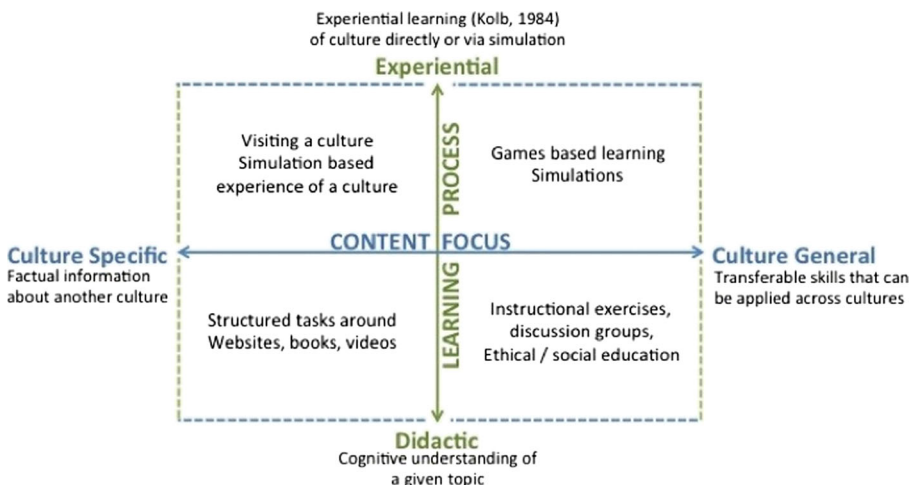 Experiential learning (Kolb, 1984)
of culture directly or via simulation
Experiential
Visiting a culture
Simulation based
experience of a culture
PROCESS
Games based learning
Simulations
CONTENT FOCUS
Culture Specific
Factual information
about another culture
Culture General
Transferable skills that can
be applied across cultures
Structured tasks around
Websites, books, videos
LEARNING
Instructional exercises,
discussion groups,
Ethical / social education
Didactic
Cognitive understanding of
a given topic